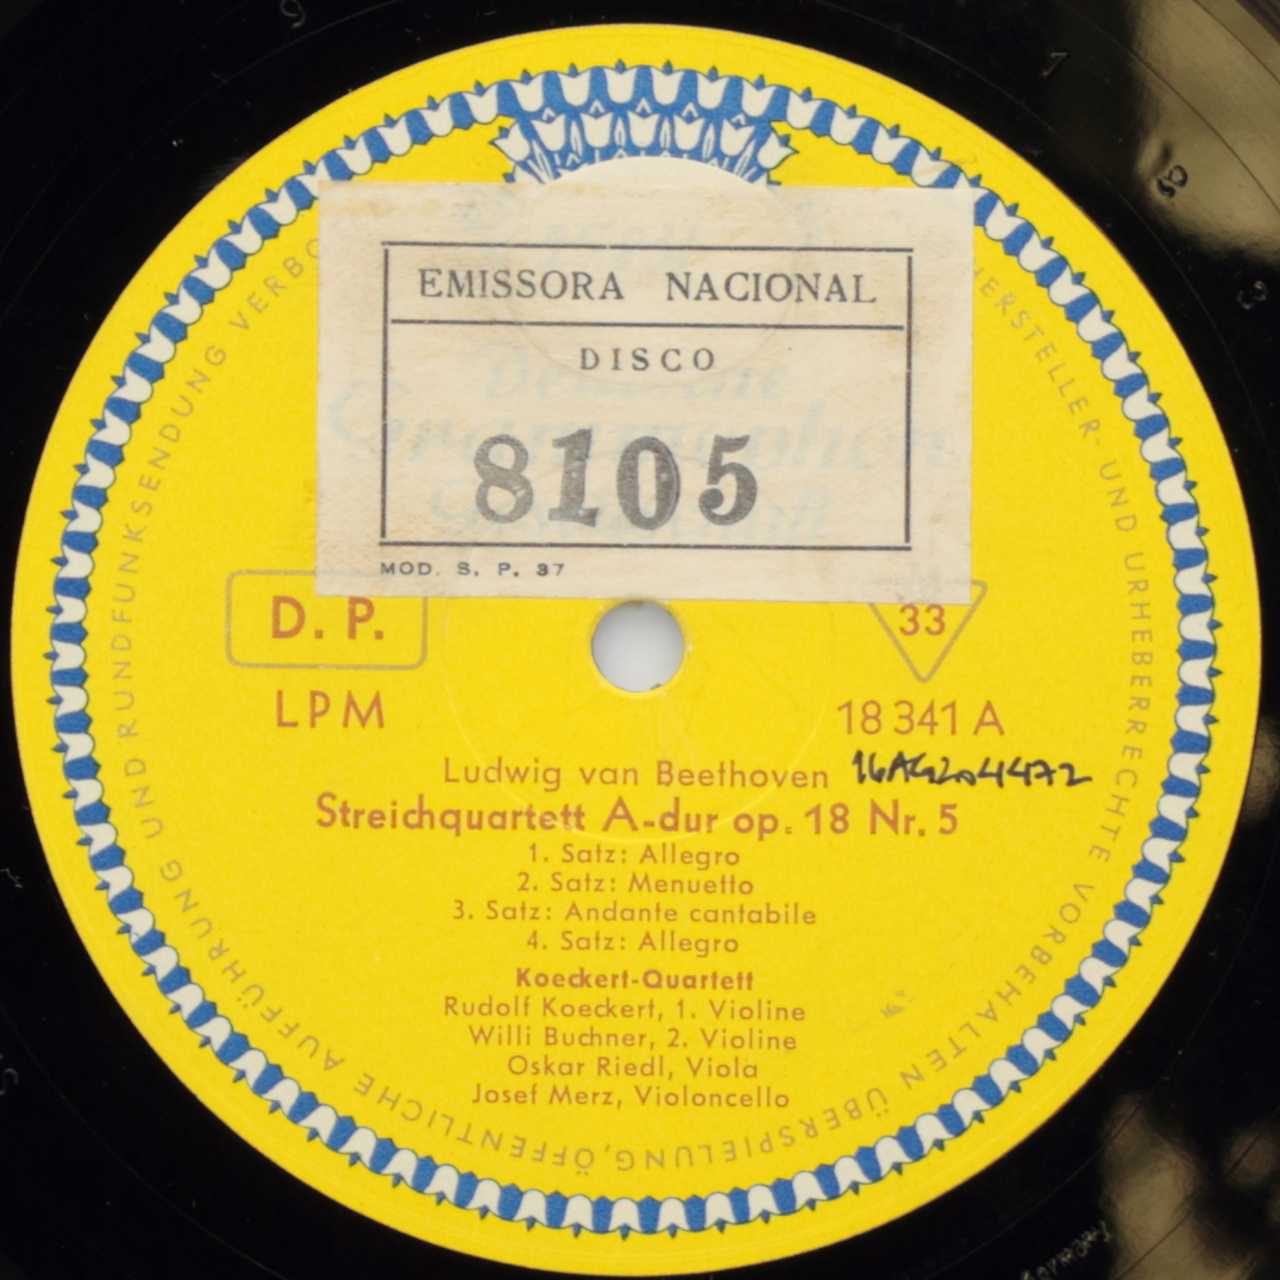 EMISSORA NACIONAL
DISCO
8105
MOD. S. P. 37
D. P.
33
LPM
18 341 A
Ludwig van Beethoven
Streichquartett A-dur op. 18 Nr. 5
1. Satz: Allegro
2. Satz: Menuetto
3. Satz: Andante cantabile
4. Satz: Allegro
Koeckert-Quartett
Rudolf Koeckert, 1. Violine
Willi Buchner, 2. Violine
Oskar Riedl, Viola
Josef Merz, Violoncello
HERSTELLER- UND URHEBERRECHTE VORBEHALTEN ÜBERSPIELUNG, ÖFFENTLICHE AUFFÜHRUNG UND RUNDFUNKSENDUNG